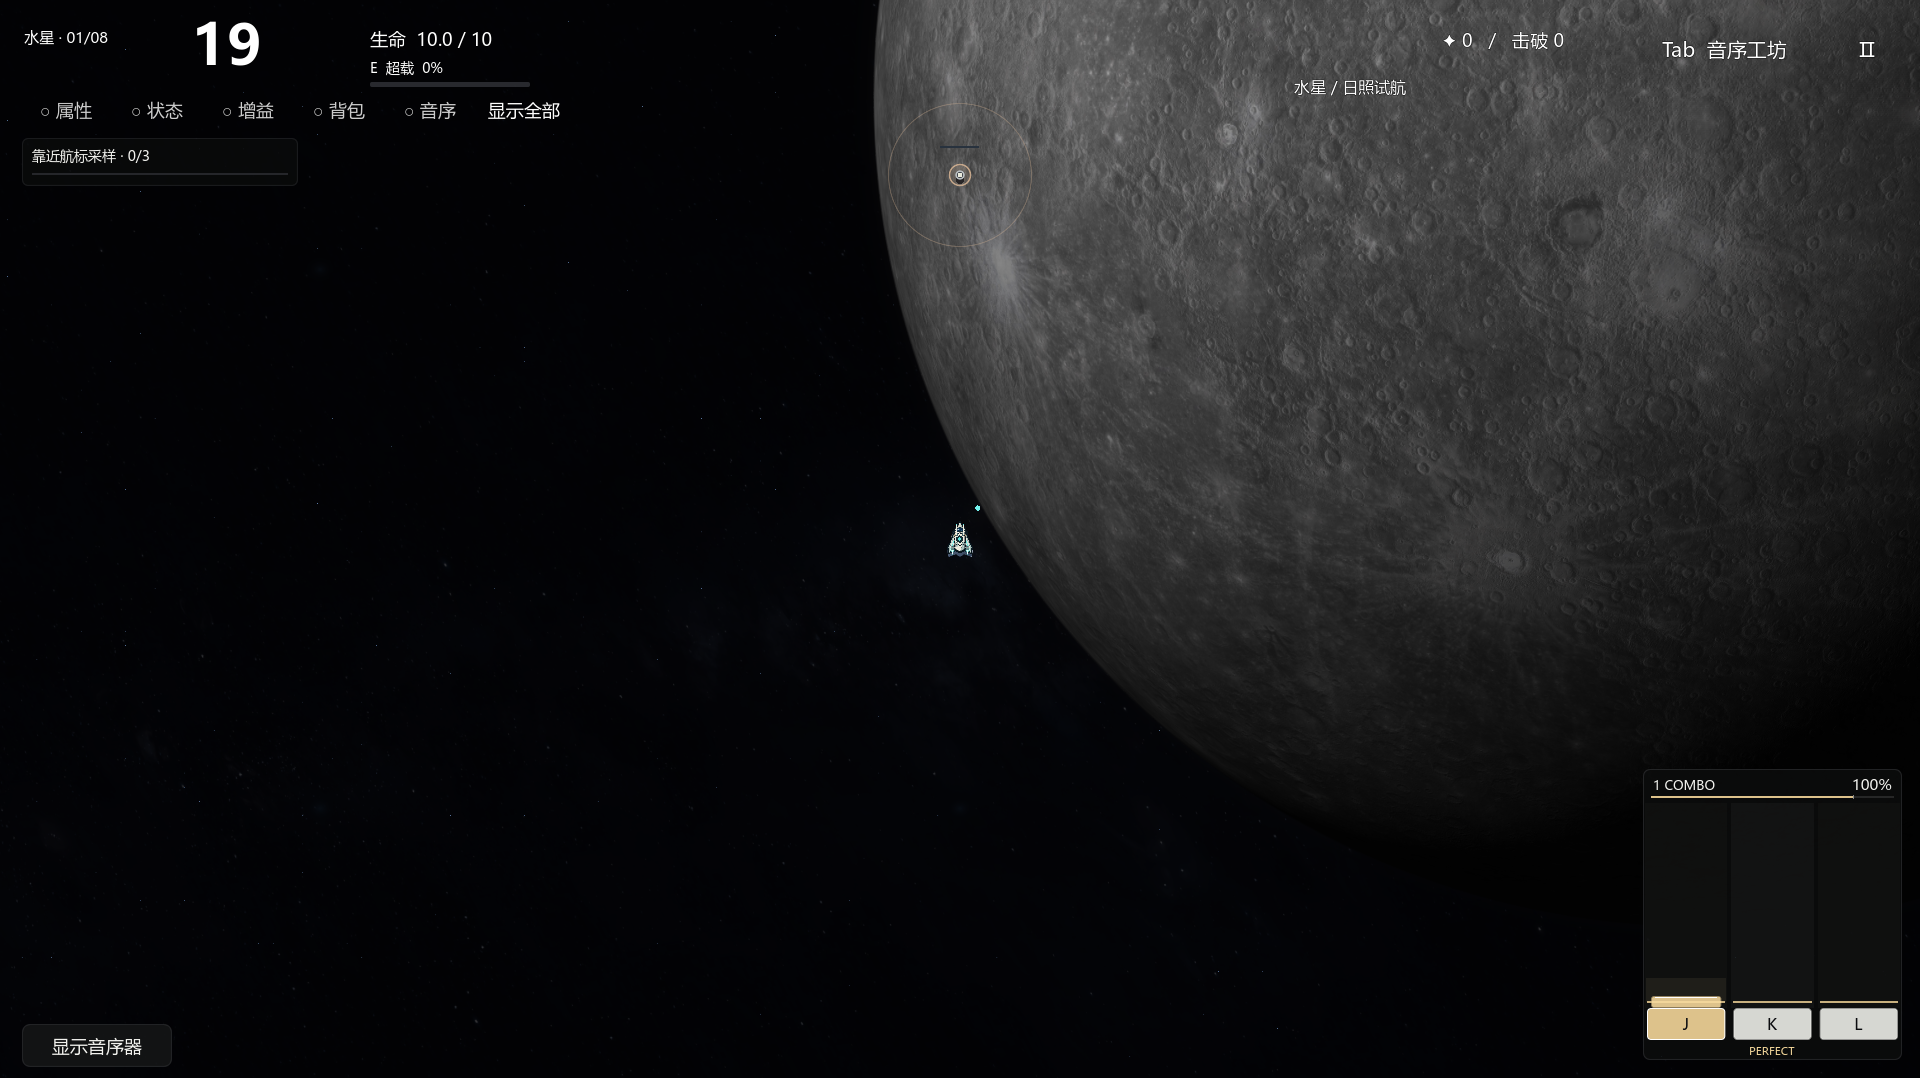 水星 · 01/08
19
生命 10.0 / 10
E 超载 0%
✦ 0 / 击破 0
Tab 音序工坊
水星 / 日照试航
属性 状态 增益 背包 音序 显示全部
靠近航标采样 · 0/3
1 COMBO 100%
J K L
PERFECT
显示音序器